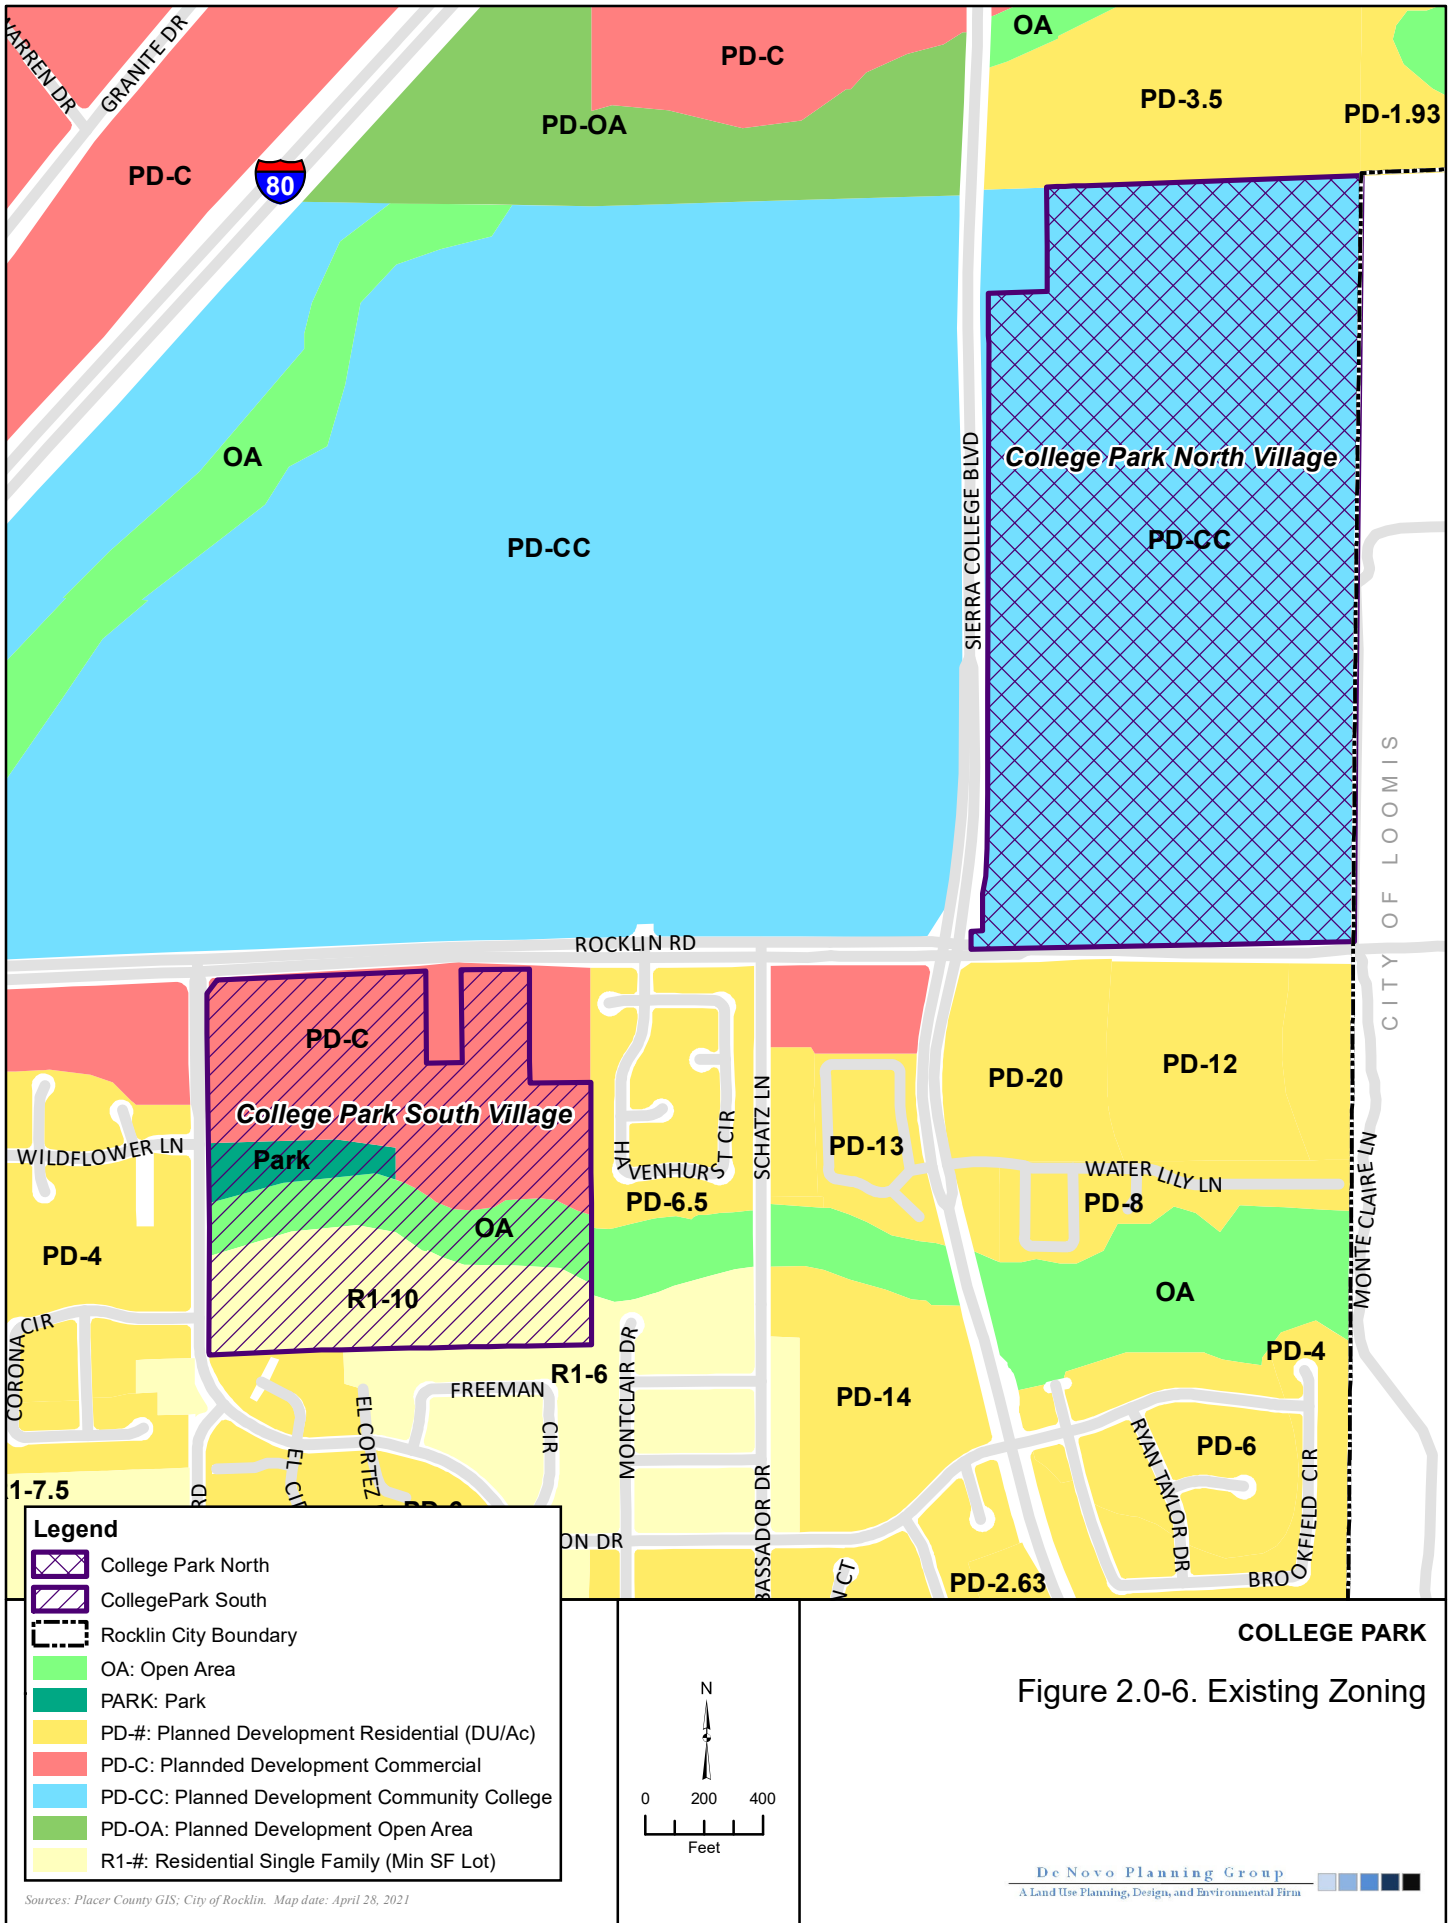 WARREN DR
GRANITE DR
PD-C
OA
PD-OA
PD-3.5
PD-1.93
PD-C
80
OA
SIERRA COLLEGE BLVD
College Park North Village
PD-CC
PD-CC
CITY OF LOOMIS
ROCKLIN RD
PD-C
College Park South Village
Park
OA
R1-10
WILDFLOWER LN
PD-4
CORONA CIR
HAVENHURST CIR
PD-6.5
SCHATZ LN
PD-13
PD-20
PD-12
WATER LILY LN
PD-8
OA
MONTE CLAIRE LN
PD-4
R1-6
FREEMAN CIR
MONTCLAIR DR
PD-14
PD-6
RYAN TAYLOR DR
BROOKFIELD CIR
EL CORTEZ
EL CIR
RD
1-7.5
ON DR
BASSADOR DR
CT
PD-2.63
Legend
College Park North
CollegePark South
Rocklin City Boundary
OA: Open Area
PARK: Park
PD-#: Planned Development Residential (DU/Ac)
PD-C: Plannded Development Commercial
PD-CC: Planned Development Community College
PD-OA: Planned Development Open Area
R1-#: Residential Single Family (Min SF Lot)
Sources: Placer County GIS; City of Rocklin. Map date: April 28, 2021
N
0 200 400
Feet
COLLEGE PARK
Figure 2.0-6. Existing Zoning
De Novo Planning Group
A Land Use Planning, Design, and Environmental Firm